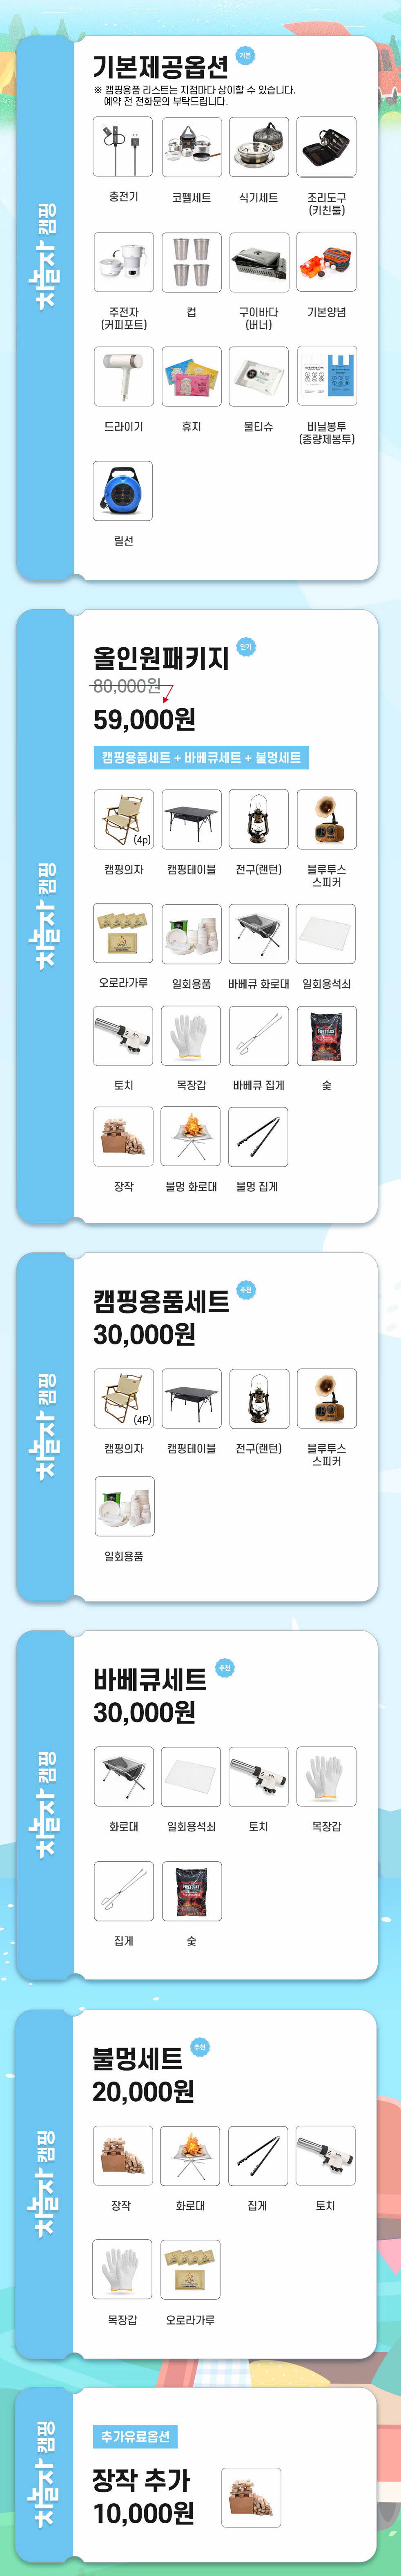 차놀자 캠핑
기본제공옵션
기본
※ 캠핑용품 리스트는 지점마다 상이할 수 있습니다.
예약 전 전화문의 부탁드립니다.
충전기
코펠세트
식기세트
조리도구
(키친툴)
주전자
(커피포트)
컵
구이바다
(버너)
기본양념
드라이기
휴지
물티슈
비닐봉투
(종량제봉투)
릴선
차놀자 캠핑
올인원패키지
인기
80,000원
59,000원
캠핑용품세트 + 바베큐세트 + 불멍세트
(4p)
캠핑의자
캠핑테이블
전구(랜턴)
블루투스
스피커
오로라가루
일회용품
바베큐 화로대
일회용석쇠
토치
목장갑
바베큐 집게
숯
장작
불멍 화로대
불멍 집게
차놀자 캠핑
캠핑용품세트
추천
30,000원
(4P)
캠핑의자
캠핑테이블
전구(랜턴)
블루투스
스피커
일회용품
차놀자 캠핑
바베큐세트
추천
30,000원
화로대
일회용석쇠
토치
목장갑
집게
숯
차놀자 캠핑
불멍세트
추천
20,000원
장작
화로대
집게
토치
목장갑
오로라가루
차놀자 캠핑
추가유료옵션
장작 추가
10,000원